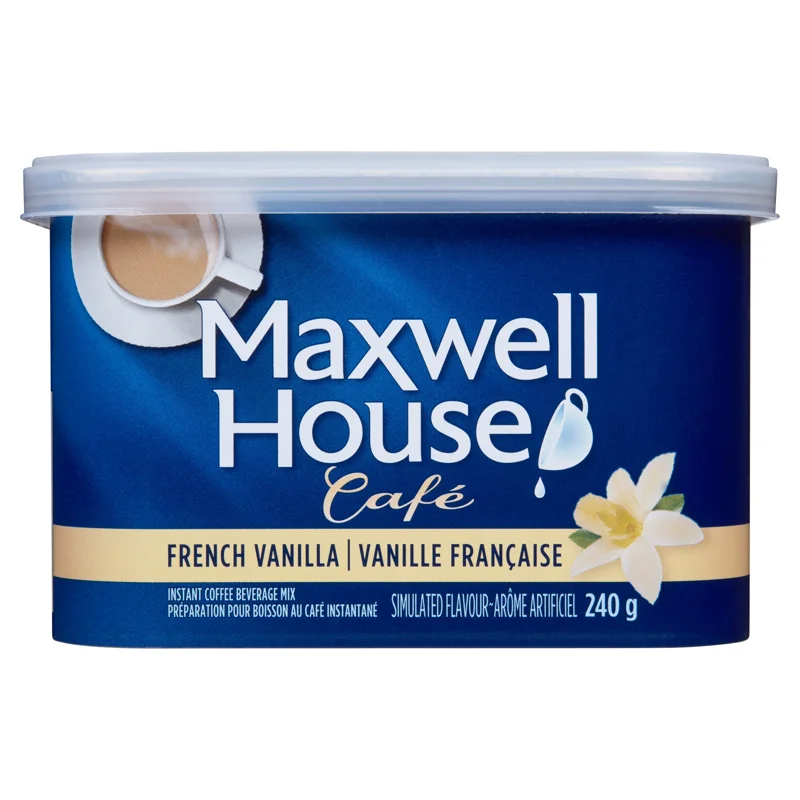 Maxwell
House
Café
FRENCH VANILLA | VANILLE FRANÇAISE
INSTANT COFFEE BEVERAGE MIX
PRÉPARATION POUR BOISSON AU CAFÉ INSTANTANÉ
SIMULATED FLAVOUR~ARÔME ARTIFICIEL 240 g